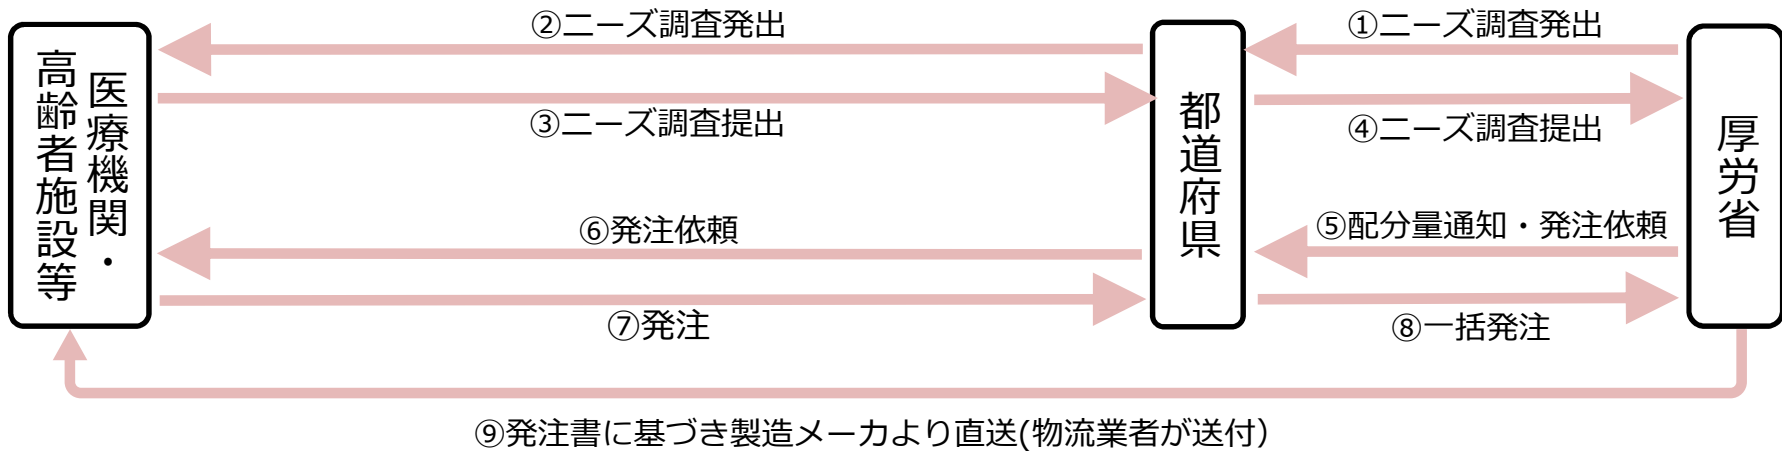 ②ニーズ調査発出
①ニーズ調査発出
医療機関・
高齢者施設等
都道府県
厚労省
③ニーズ調査提出
④ニーズ調査提出
⑥発注依頼
⑤配分量通知・発注依頼
⑦発注
⑧一括発注
⑨発注書に基づき製造メーカより直送(物流業者が送付）